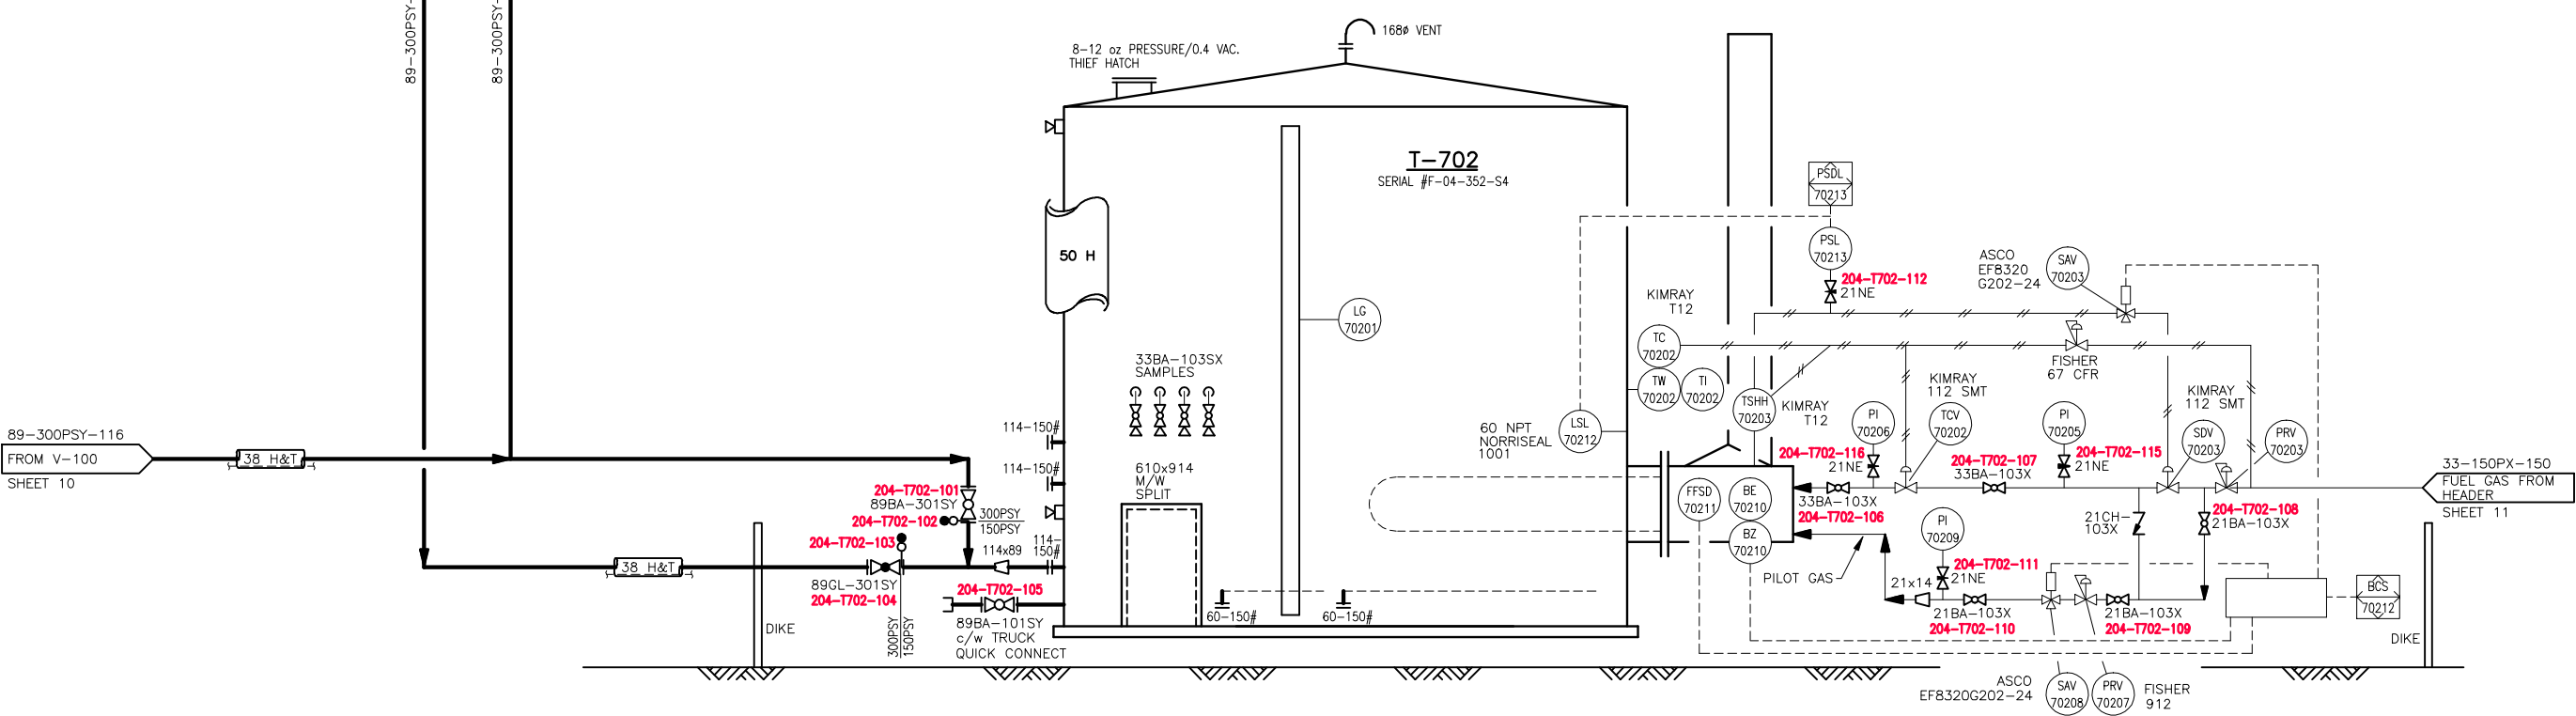 89-300PSY-
89-300PSY-
168ø VENT
8-12 oz PRESSURE/0.4 VAC.
THIEF HATCH
T-702
SERIAL #F-04-352-S4
50 H
LG
70201
33BA-103SX
SAMPLES
114-150#
114-150#
114-
150#
610x914
M/W
SPLIT
60-150#
60-150#
89-300PSY-116
FROM V-100
SHEET 10
38 H&T
38 H&T
204-T702-101
89BA-301SY
204-T702-102
300PSY
150PSY
204-T702-103
114x89
89GL-301SY
204-T702-104
204-T702-105
89BA-101SY
c/w TRUCK
QUICK CONNECT
300PSY
150PSY
DIKE
PSDL
70213
PSL
70213
204-T702-112
21NE
ASCO
EF8320
G202-24
SAV
70203
KIMRAY
T12
TC
70202
TW
70202
TI
70202
FISHER
67 CFR
TSHH
70203
KIMRAY
T12
KIMRAY
112 SMT
KIMRAY
112 SMT
60 NPT
NORRISEAL
1001
LSL
70212
PI
70206
TCV
70202
PI
70205
SDV
70203
PRV
70203
204-T702-116
21NE
204-T702-107
33BA-103X
204-T702-115
21NE
33BA-103X
204-T702-106
FFSD
70211
BE
70210
BZ
70210
33-150PX-150
FUEL GAS FROM
HEADER
SHEET 11
21CH-
103X
204-T702-108
21BA-103X
PI
70209
204-T702-111
21NE
PILOT GAS
21x14
21BA-103X
204-T702-110
21BA-103X
204-T702-109
BCS
70212
DIKE
ASCO
EF8320G202-24
SAV
70208
PRV
70207
FISHER
912